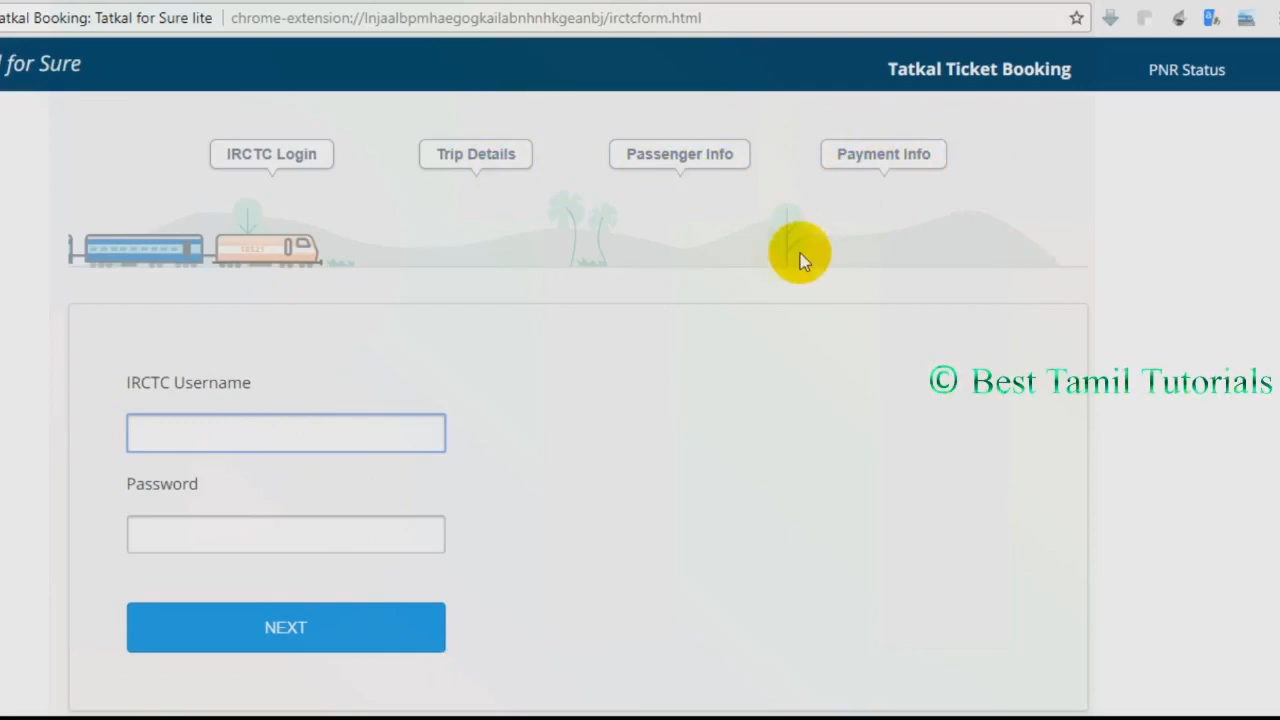 atkal Booking: Tatkal for Sure lite
chrome-extension://lnjaalbpmhaegogkailabnhnhkgeanbj/irctcform.html
for Sure
Tatkal Ticket Booking
PNR Status
IRCTC Login
Trip Details
Passenger Info
Payment Info
IRCTC Username
© Best Tamil Tutorials
Password
NEXT